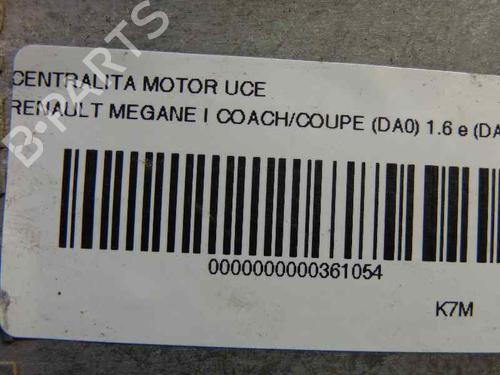 CENTRALITA MOTOR UCE
RENAULT MEGANE I COACH/COUPE (DA0) 1.6 e (DA
0000000000361054
K7M
B-PARTS